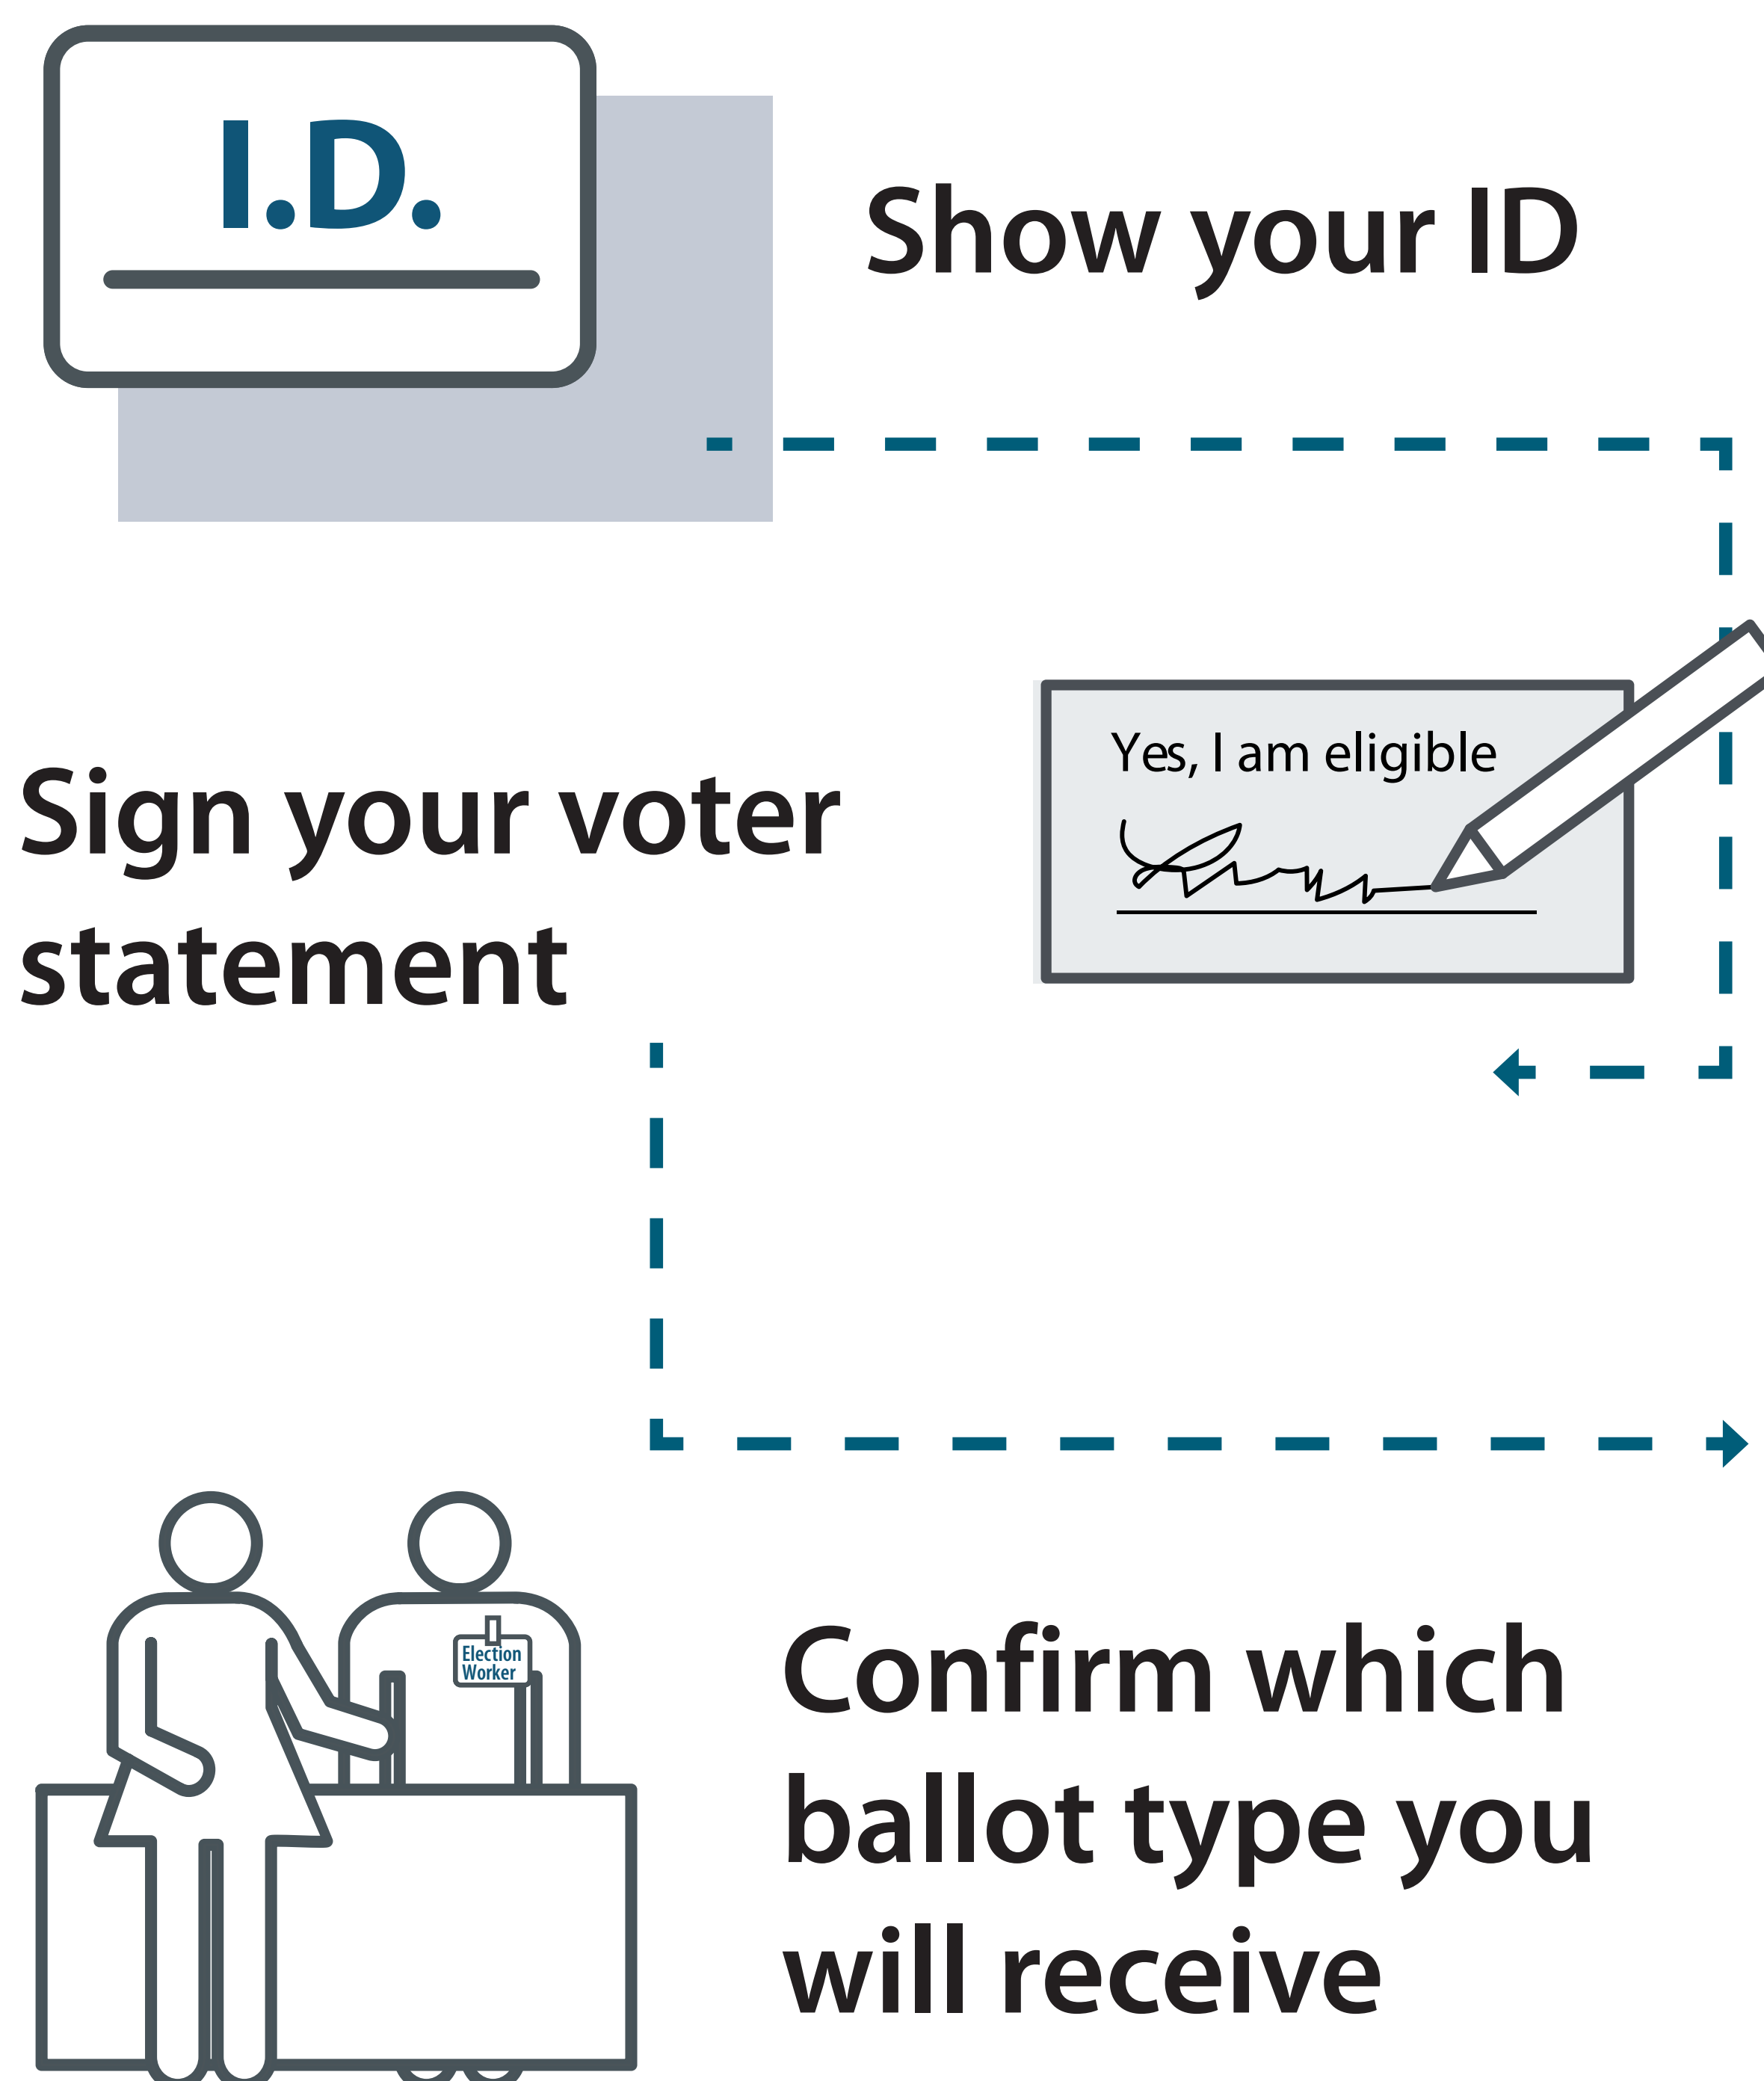 I.D.
Show your ID
Yes, I am eligible
Sign your voter
statement
Election
Worker
Confirm which
ballot type you
will receive